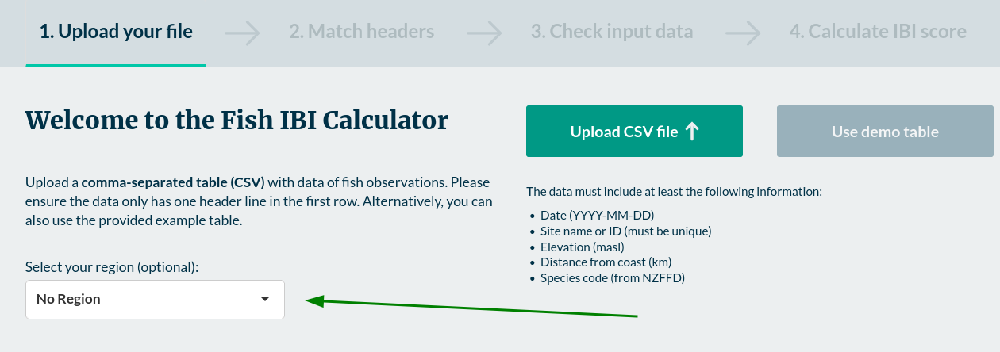 1. Upload your file
2. Match headers
3. Check input data
4. Calculate IBI score
Welcome to the Fish IBI Calculator
Upload a comma-separated table (CSV) with data of fish observations. Please
ensure the data only has one header line in the first row. Alternatively, you can
also use the provided example table.
Select your region (optional):
No Region
Upload CSV file
Use demo table
The data must include at least the following information:
• Date (YYYY-MM-DD)
• Site name or ID (must be unique)
• Elevation (masl)
• Distance from coast (km)
• Species code (from NZFFD)